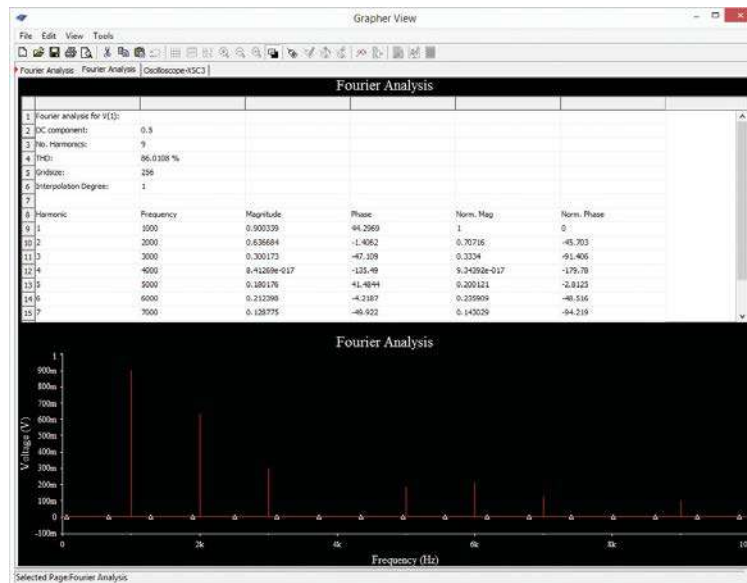 Grapher View
File Edit View Tools
Fourier Analysis Fourier Analysis Oscilloscope-XSC3
Fourier Analysis
1 Fourier analysis for V(1):
2 DC component: 0.5
3 No. Harmonics: 9
4 THD: 86.0108 %
5 Gridsize: 256
6 Interpolation Degree: 1
7
8 Harmonic Frequency Magnitude Phase Norm. Mag Norm. Phase
9 1 1000 0.900339 44.2969 1 0
10 2 2000 0.636684 -1.4062 0.70716 -45.703
11 3 3000 0.300173 -47.109 0.3334 -91.406
12 4 4000 8.41269e-017 -135.49 9.34392e-017 -179.78
13 5 5000 0.180176 41.4844 0.200121 -2.8125
14 6 6000 0.212398 -4.2187 0.235909 -48.516
15 7 7000 0.128775 -49.922 0.143029 -94.219
Fourier Analysis
Voltage (V)
1
900m
800m
700m
600m
500m
400m
300m
200m
100m
0
-100m
0 2k 4k 6k 8k 10
Frequency (Hz)
Selected Page:Fourier Analysis